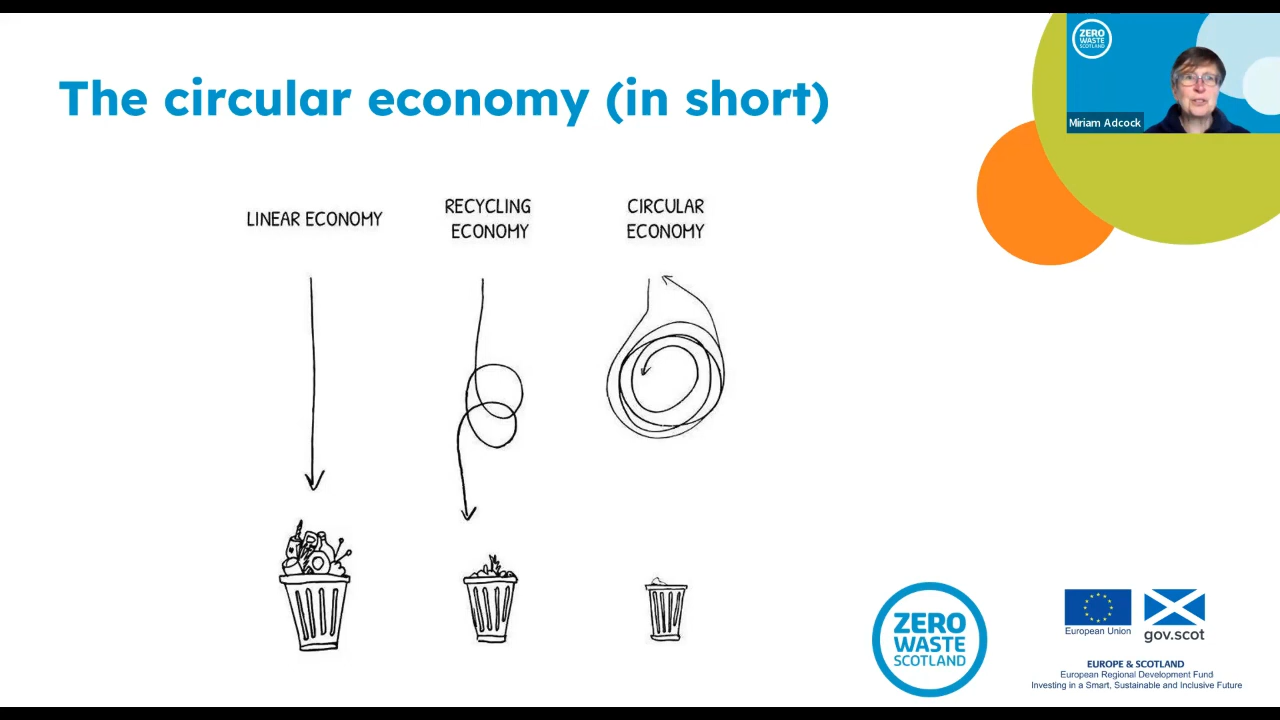 The circular economy (in short)
ZERO
WASTE
SCOTLAND
Miriam Adcock
LINEAR ECONOMY
RECYCLING
ECONOMY
CIRCULAR
ECONOMY
ZERO
WASTE
SCOTLAND
European Union
gov.scot
EUROPE & SCOTLAND
European Regional Development Fund
Investing in a Smart, Sustainable and Inclusive Future